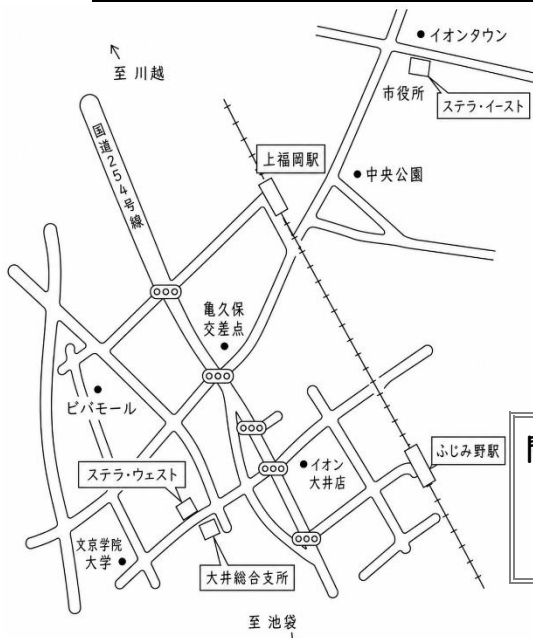 イオンタウン
至 川越
市役所
ステラ・イースト
国道254号線
上福岡駅
中央公園
亀久保
交差点
ビバモール
ふじみ野駅
ステラ・ウェスト
イオン
大井店
文京学院
大学
大井総合支所
至 池袋